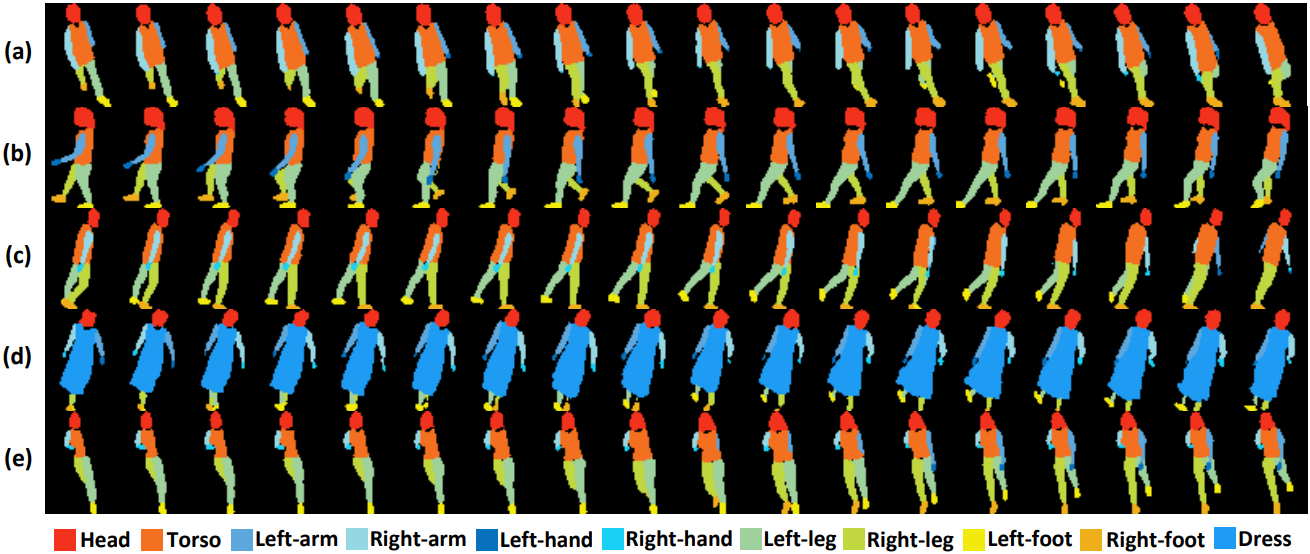 (a)
(b)
(c)
(d)
(e)
Head Torso Left-arm Right-arm Left-hand Right-hand Left-leg Right-leg Left-foot Right-foot Dress